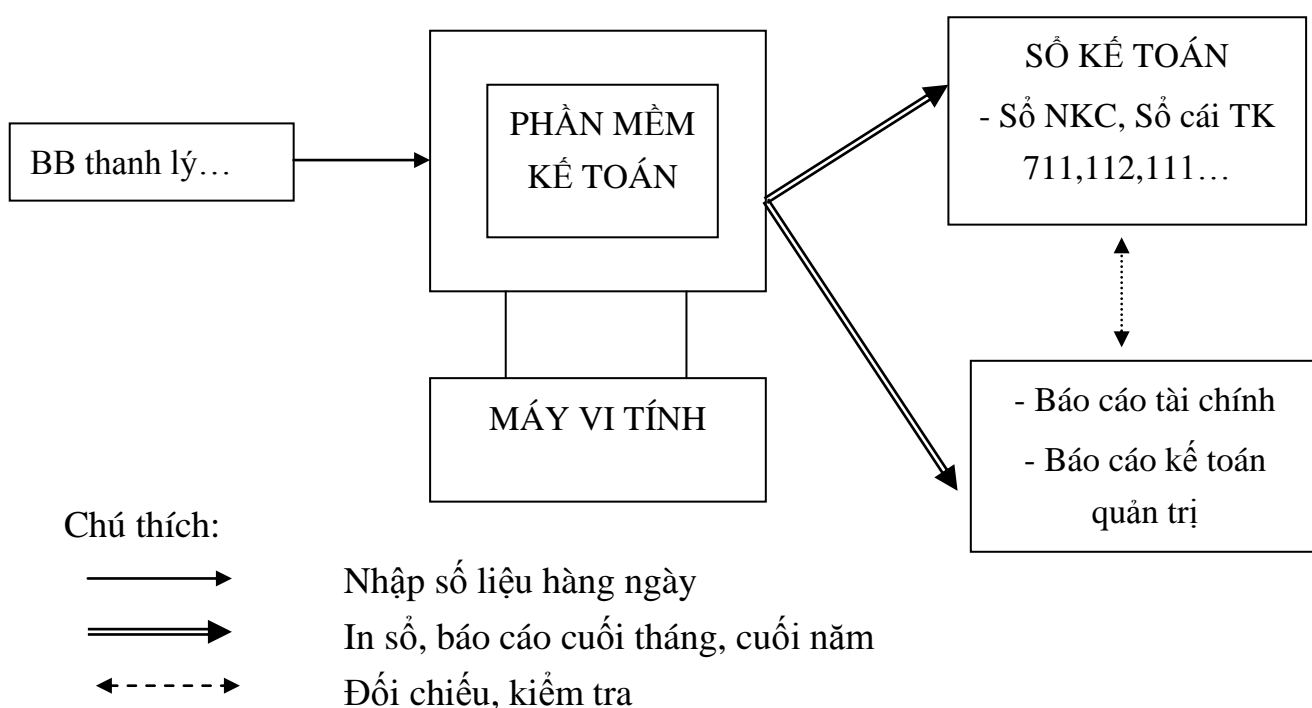 BB thanh lý…
PHẦN MỀM
KẾ TOÁN
MÁY VI TÍNH
SỔ KẾ TOÁN
- Sổ NKC, Sổ cái TK
711,112,111…
- Báo cáo tài chính
- Báo cáo kế toán
quản trị
Chú thích:
Nhập số liệu hàng ngày
In sổ, báo cáo cuối tháng, cuối năm
Đối chiếu, kiểm tra